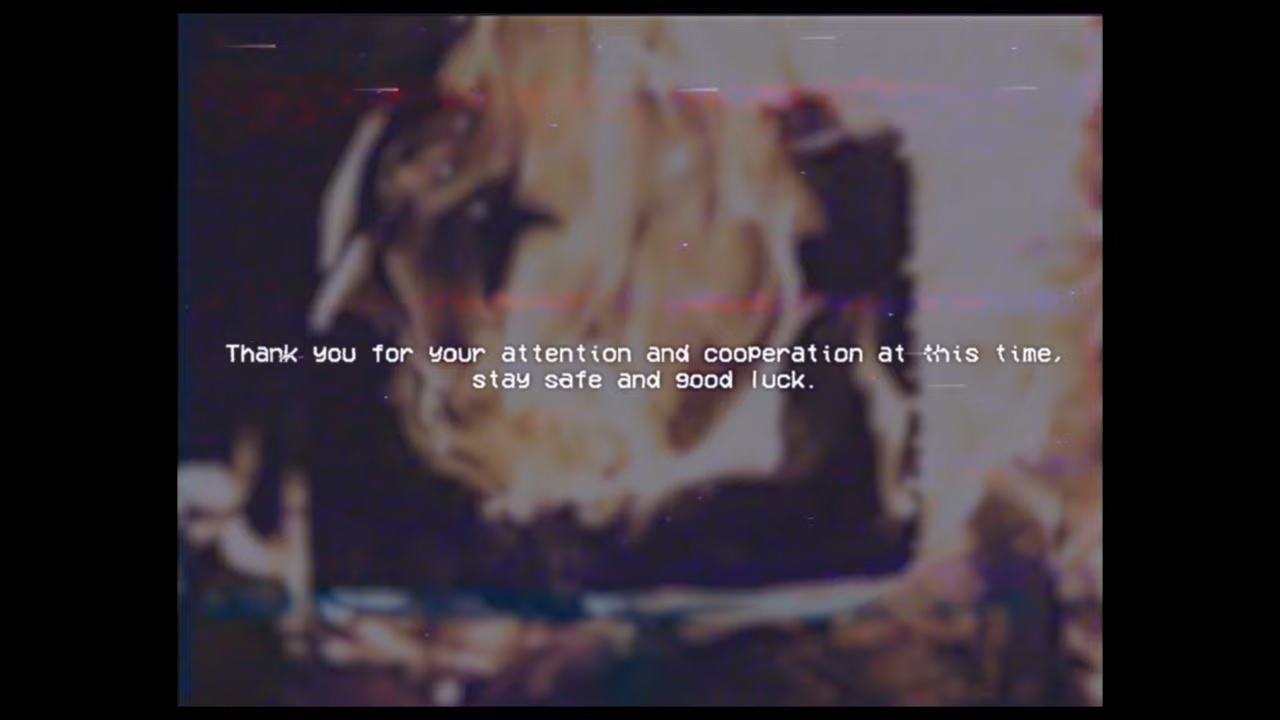 Thank you for your attention and cooperation at this time,
stay safe and good luck.